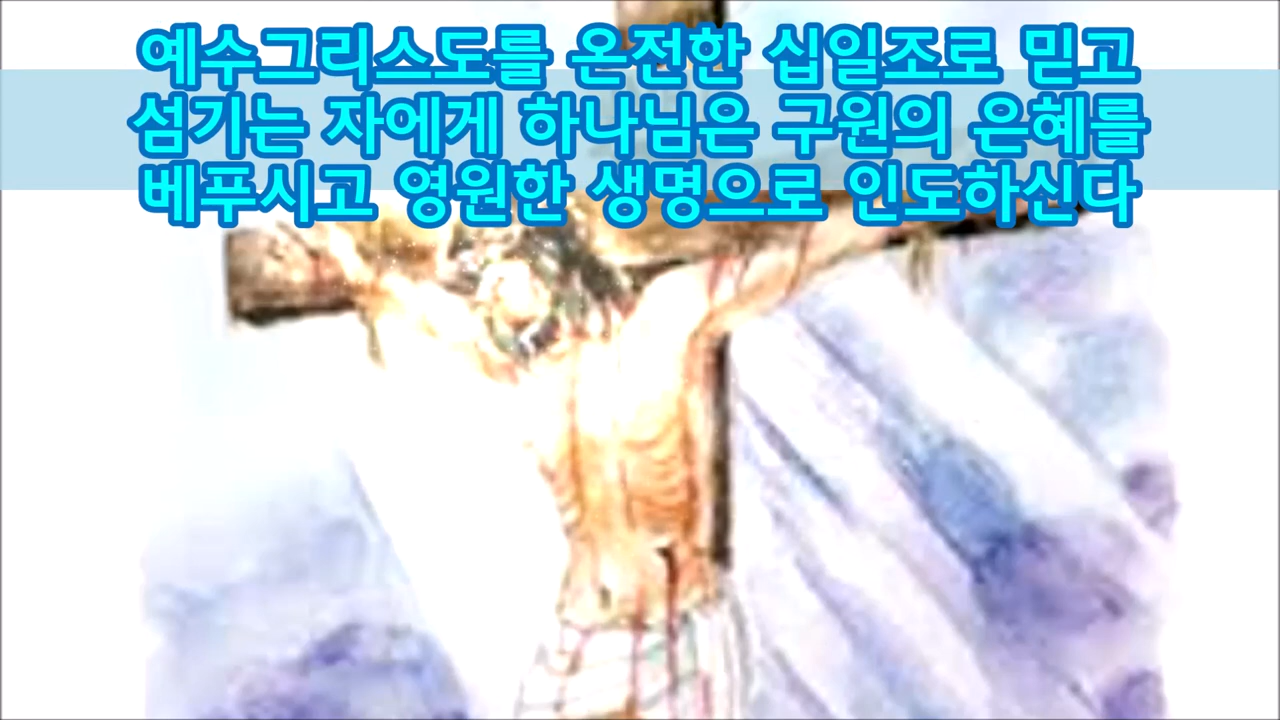 예수그리스도를 온전한 십일조로 믿고
섬기는 자에게 하나님은 구원의 은혜를
베푸시고 영원한 생명으로 인도하신다